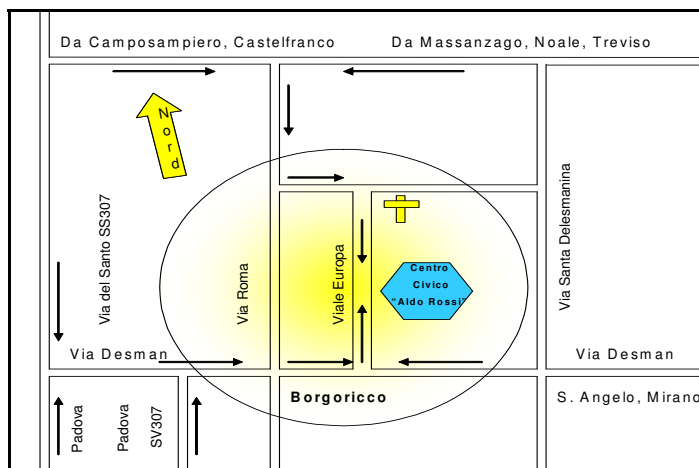 Da Camposampiero, Castelfranco
Da Massanzago, Noale, Treviso
Nord
Via del Santo SS307
Via Roma
Viale Europa
Centro
Civico
"Aldo Rossi"
Via Santa Delesmanina
Via Desman
Via Desman
Borgoricco
S. Angelo, Mirano
Padova
Padova
SV307